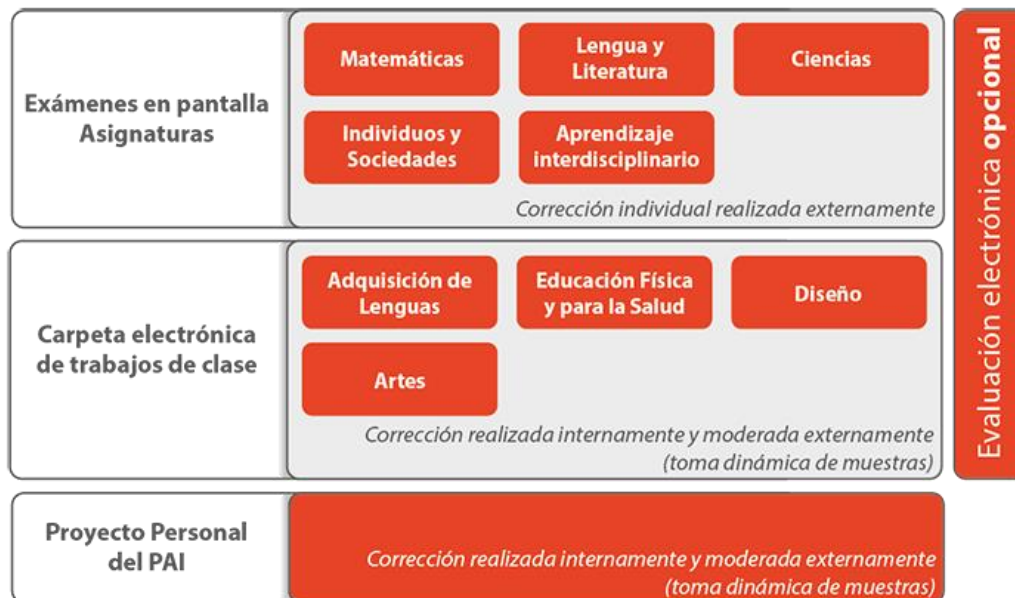 Exámenes en pantalla
Asignaturas
Matemáticas
Lengua y
Literatura
Ciencias
Individuos y
Sociedades
Aprendizaje
interdisciplinario
Corrección individual realizada externamente
Carpeta electrónica
de trabajos de clase
Adquisición de
Lenguas
Educación Física
y para la Salud
Diseño
Artes
Corrección realizada internamente y moderada externamente
(toma dinámica de muestras)
Evaluación electrónica opcional
Proyecto Personal
del PAI
Corrección realizada internamente y moderada externamente
(toma dinámica de muestras)